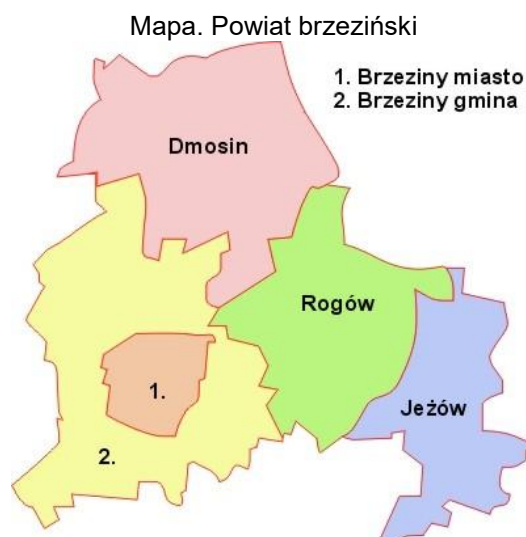 Mapa. Powiat brzeziński
1. Brzeziny miasto
2. Brzeziny gmina
Dmosin
Rogów
1.
Jeżów
2.